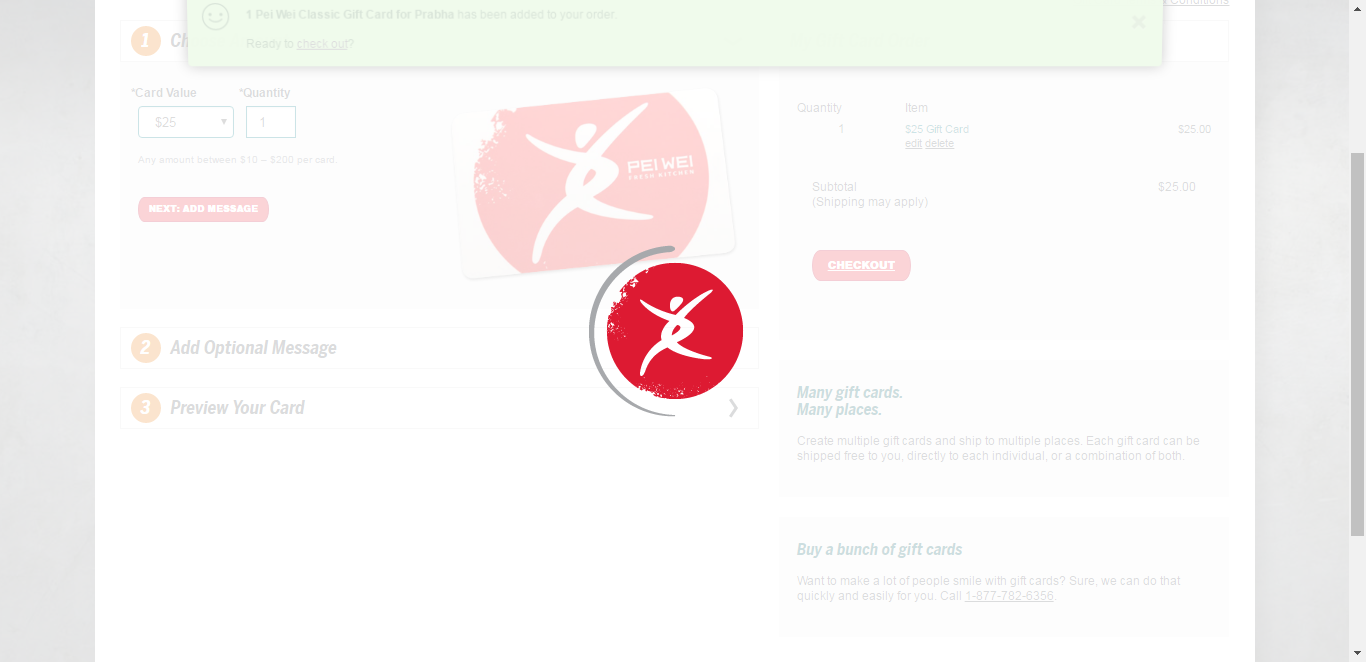 Conditions
1 Pei Wei Classic Gift Card for Prabha has been added to your order.
Ready to check out?
1
*Card Value
*Quantity
$25
1
Any amount between $10 – $200 per card.
NEXT: ADD MESSAGE
PEI WEI
FRESH KITCHEN
2 Add Optional Message
3 Preview Your Card
Quantity Item
1 $25 Gift Card $25.00
edit delete
Subtotal $25.00
(Shipping may apply)
CHECKOUT
Many gift cards.
Many places.
Create multiple gift cards and ship to multiple places. Each gift card can be
shipped free to you, directly to each individual, or a combination of both.
Buy a bunch of gift cards
Want to make a lot of people smile with gift cards? Sure, we can do that
quickly and easily for you. Call 1-877-782-6356.